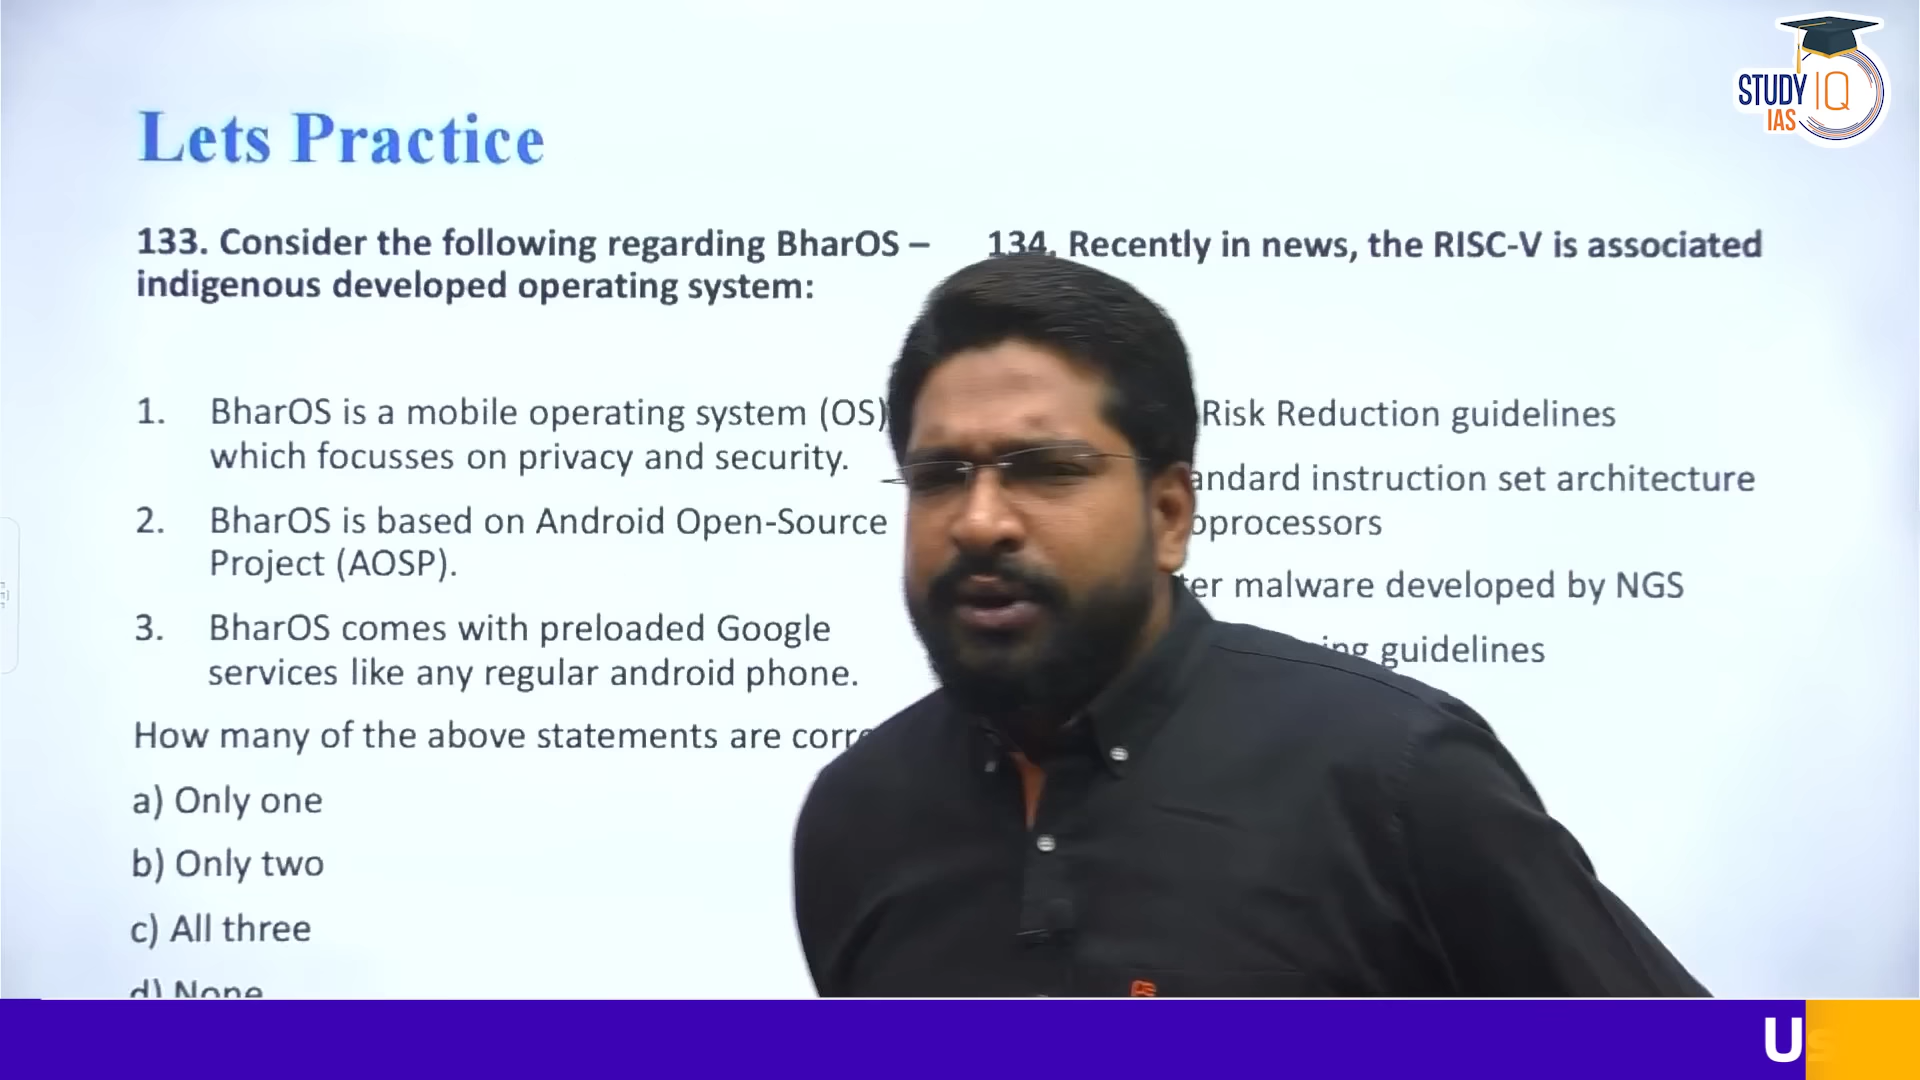 STUDY IQ
IAS
Lets Practice
133. Consider the following regarding BharOS –
indigenous developed operating system:
1. BharOS is a mobile operating system (OS)
which focusses on privacy and security.
2. BharOS is based on Android Open-Source
Project (AOSP).
3. BharOS comes with preloaded Google
services like any regular android phone.
How many of the above statements are
a) Only one
b) Only two
c) All three
d) None
134. Recently in news, the RISC-V is associated
Risk Reduction guidelines
instruction set architecture
malware developed by NGS
guidelines